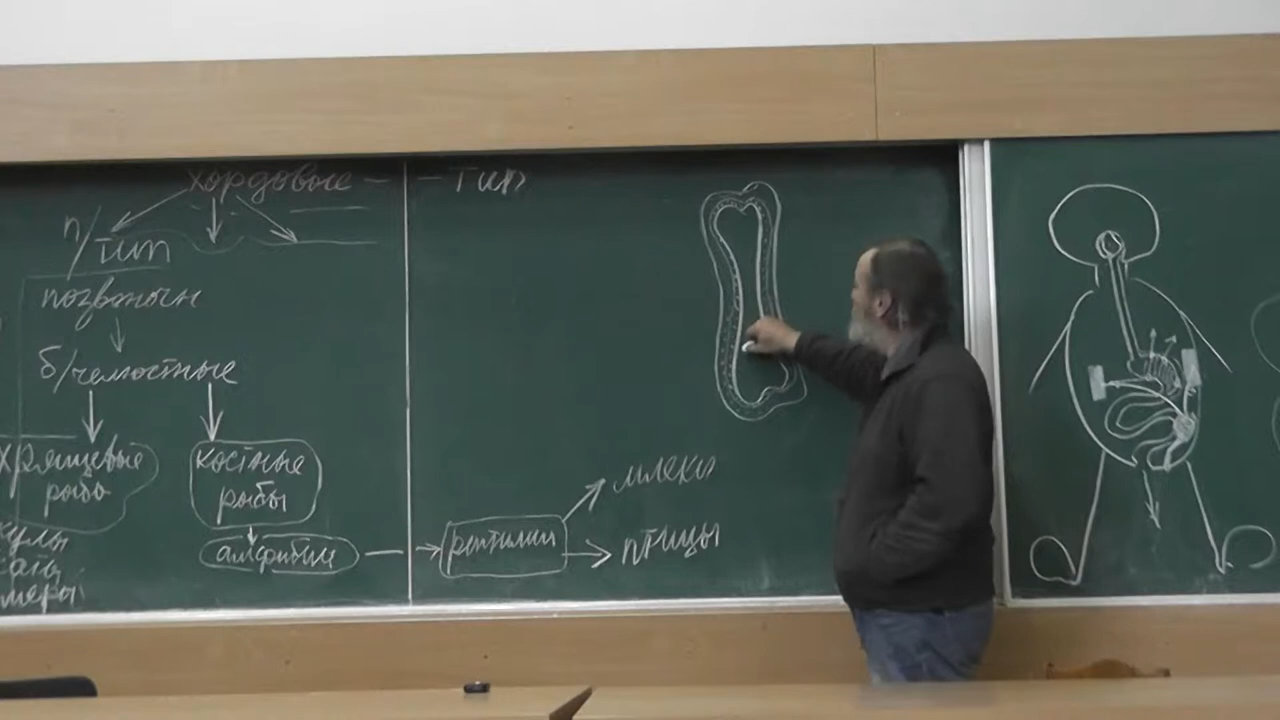 Хордовые - - Тип
п/тип
позвоночн
б/челюстные
хрящевые
рыбы
костные
рыбы
амфибии
рептилии
млеко
птицы